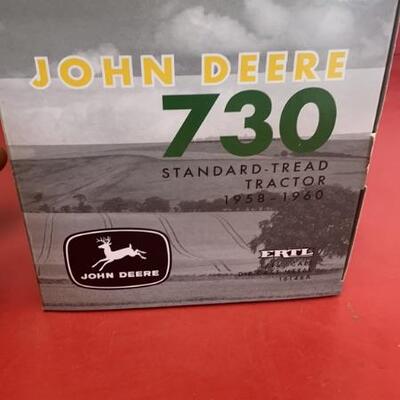 JOHN DEERE
730
STANDARD-TREAD
TRACTOR
1958-1960
JOHN DEERE
ERTL